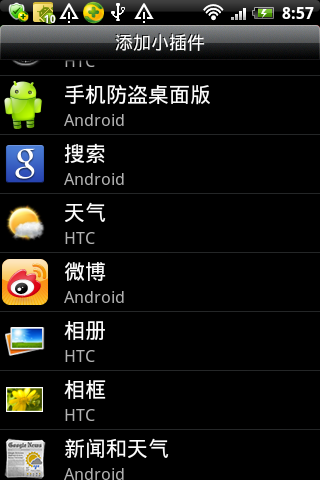 10
8:57
添加小插件
HTC
手机防盗桌面版
Android
g
搜索
Android
天气
HTC
微博
Android
相册
HTC
相框
HTC
Google News
新闻和天气
Android